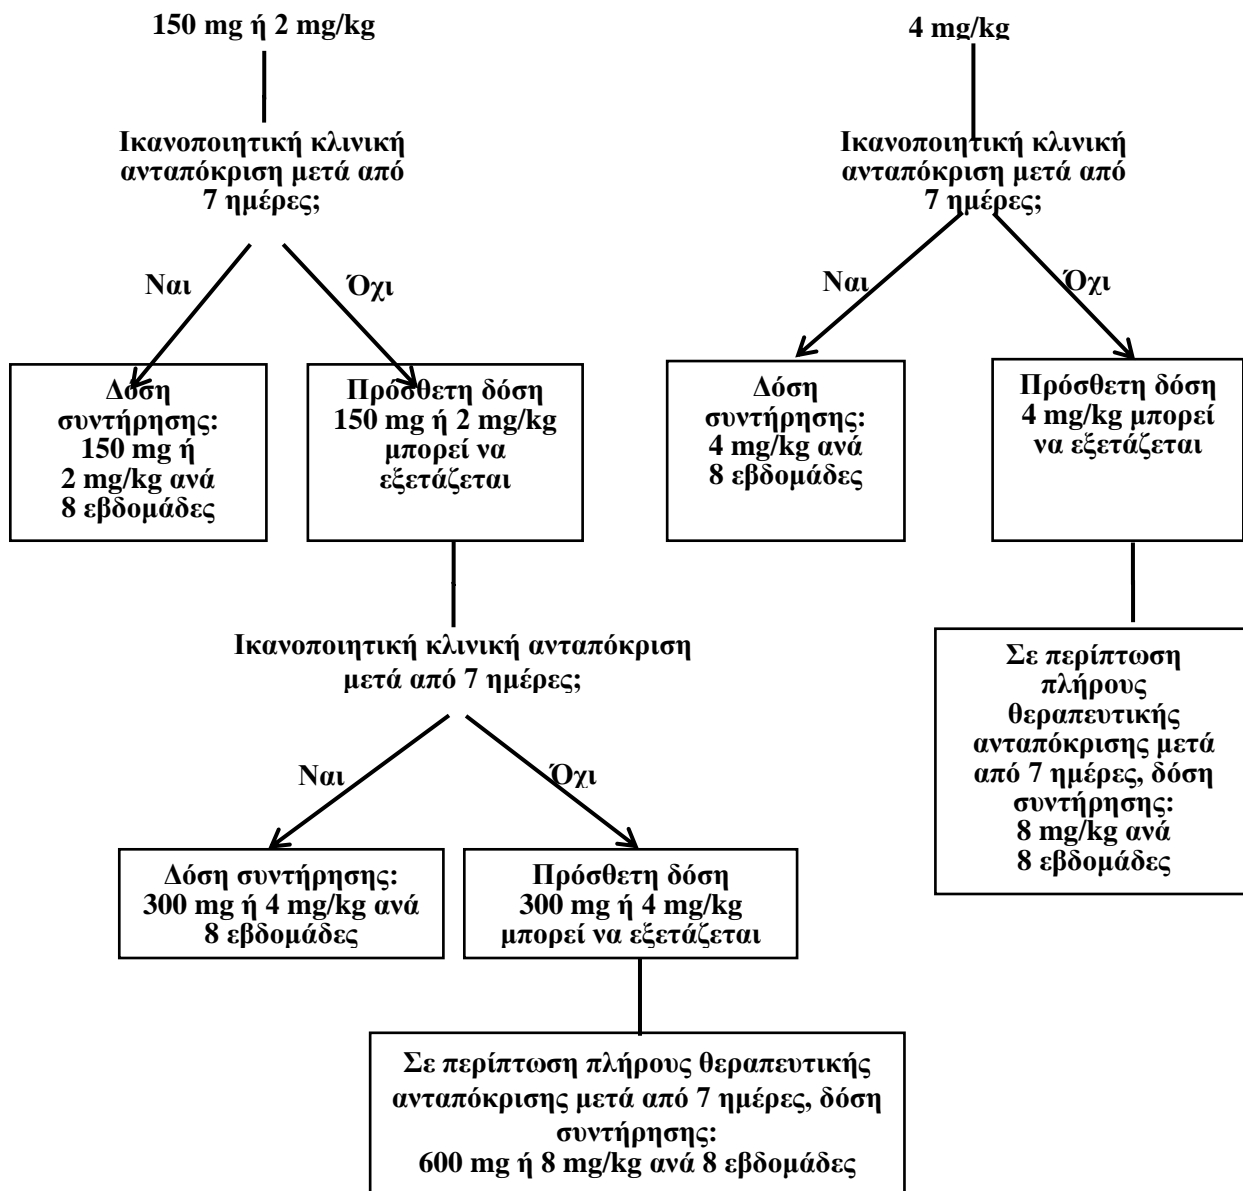 150 mg ή 2 mg/kg
Ικανοποιητική κλινική
ανταπόκριση μετά από
7 ημέρες;
Ναι
Όχι
Δόση
συντήρησης:
150 mg ή
2 mg/kg ανά
8 εβδομάδες
Πρόσθετη δόση
150 mg ή 2 mg/kg
μπορεί να
εξετάζεται
Ικανοποιητική κλινική ανταπόκριση
μετά από 7 ημέρες;
Ναι
Όχι
Δόση συντήρησης:
300 mg ή 4 mg/kg ανά
8 εβδομάδες
Πρόσθετη δόση
300 mg ή 4 mg/kg
μπορεί να εξετάζεται
Σε περίπτωση πλήρους θεραπευτικής
ανταπόκρισης μετά από 7 ημέρες, δόση
συντήρησης:
600 mg ή 8 mg/kg ανά 8 εβδομάδες
4 mg/kg
Ικανοποιητική κλινική
ανταπόκριση μετά από
7 ημέρες;
Ναι
Όχι
Δόση
συντήρησης:
4 mg/kg ανά
8 εβδομάδες
Πρόσθετη δόση
4 mg/kg μπορεί
να εξετάζεται
Σε περίπτωση
πλήρους
θεραπευτικής
ανταπόκρισης μετά
από 7 ημέρες, δόση
συντήρησης:
8 mg/kg ανά
8 εβδομάδες